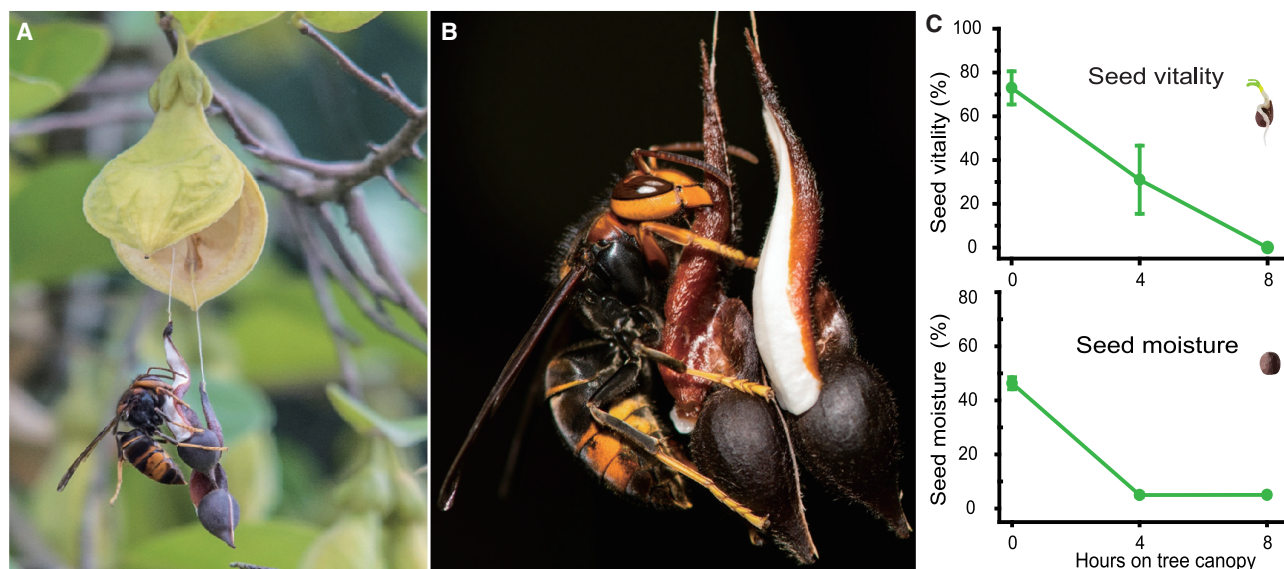 A
B
C
100
80
60
40
20
0
Seed vitality (%)
Seed vitality
0
4
8
80
60
40
20
0
Seed moisture (%)
Seed moisture
0
4
8
Hours on tree canopy